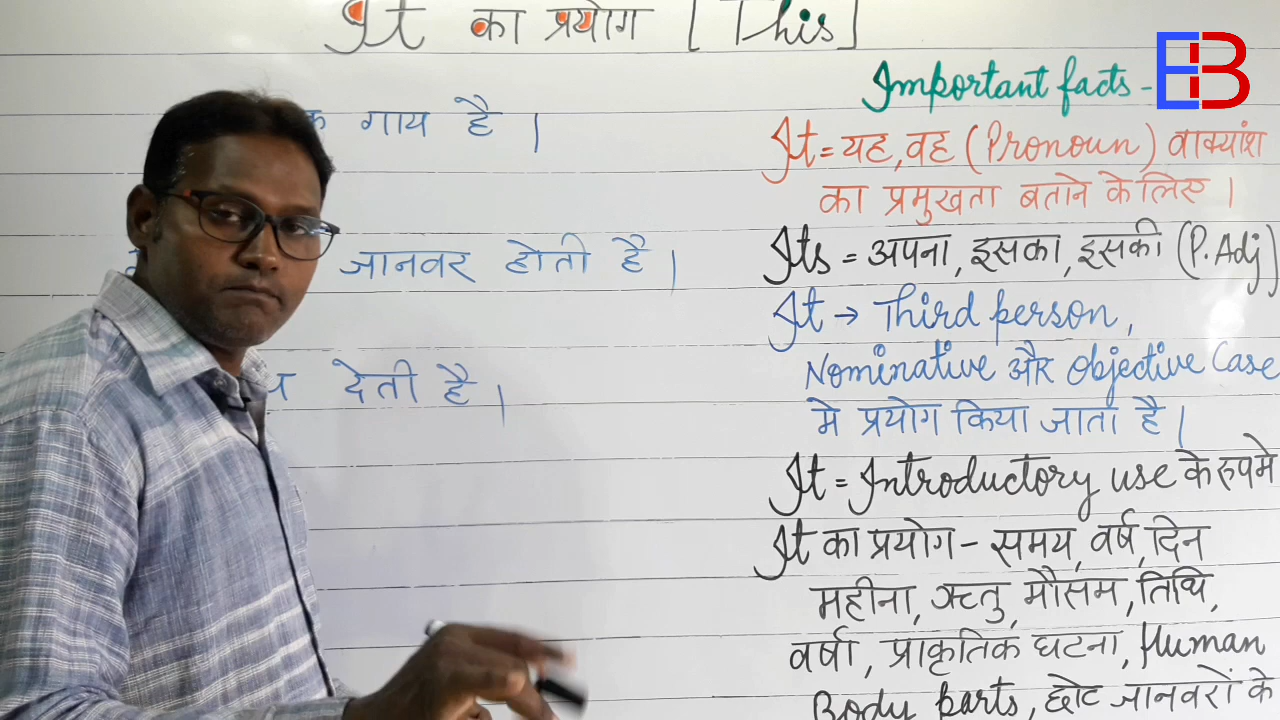 It का प्रयोग [This]
गाय है।
जानवर होती है।
देती है।
EB
Important facts -
It = यह, वह (Pronoun) वाक्यांश
का प्रमुखता बताने के लिए।
Its = अपना, इसका, इसकी (P. Adj)
It → Third person,
Nominative और objective Case
मे प्रयोग किया जाता है।
It = Introductory use के रूप मे
It का प्रयोग - समय, वर्ष, दिन
महीना, ऋतु, मौसम, तिथि,
वर्षा, प्राकृतिक घटना, Human
Body parts, छोटे जानवरों के